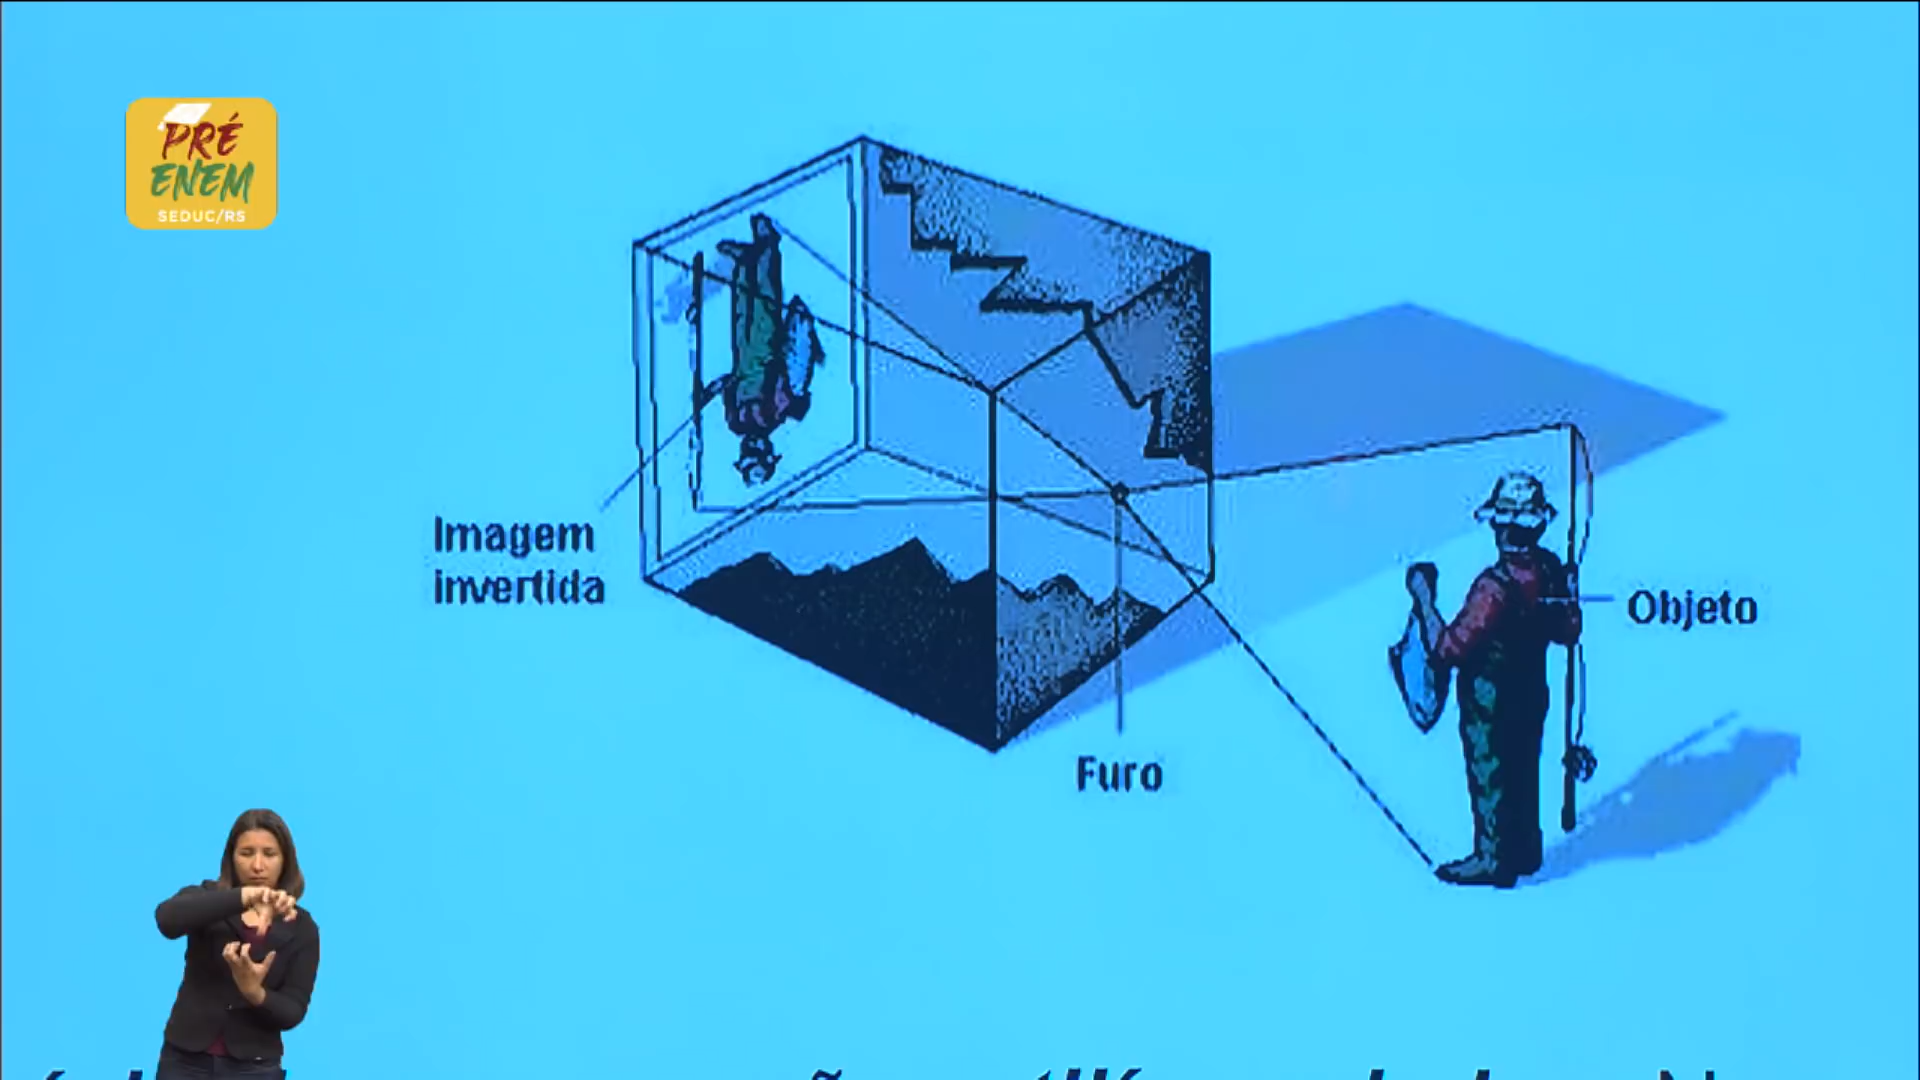 PRÉ
ENEM
SEDUC/RS
Imagem
invertida
Objeto
Furo